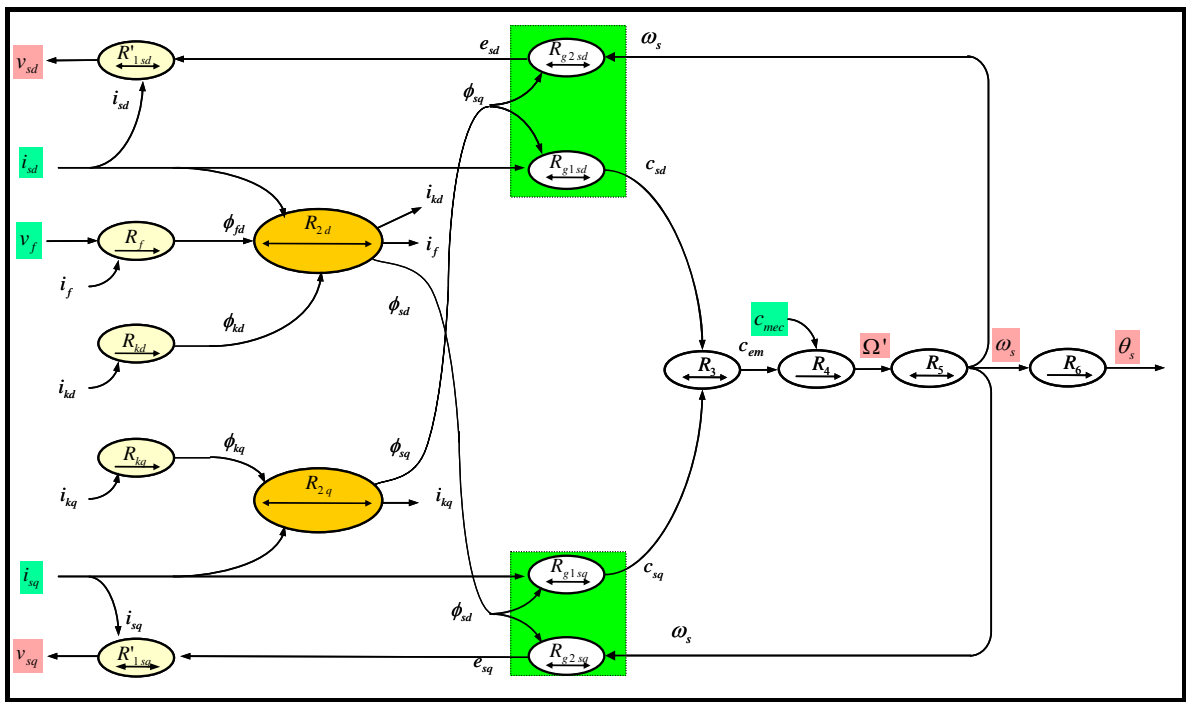 v_sd
R'_1sd
e_sd
R_g2sd
ω_s
i_sd
ϕ_sq
i_sd
R_g1sd
c_sd
i_kd
v_f
R_f
ϕ_fd
R_2d
i_f
i_f
ϕ_sd
R_kd
ϕ_kd
i_kd
c_mec
c_em
Ω'
ω_s
θ_s
R_3
R_4
R_5
R_6
R_kq
ϕ_kq
ϕ_sq
i_kq
R_2q
i_kq
i_sq
R_g1sq
c_sq
i_sq
ϕ_sd
v_sq
R'_1sq
e_sq
R_g2sq
ω_s